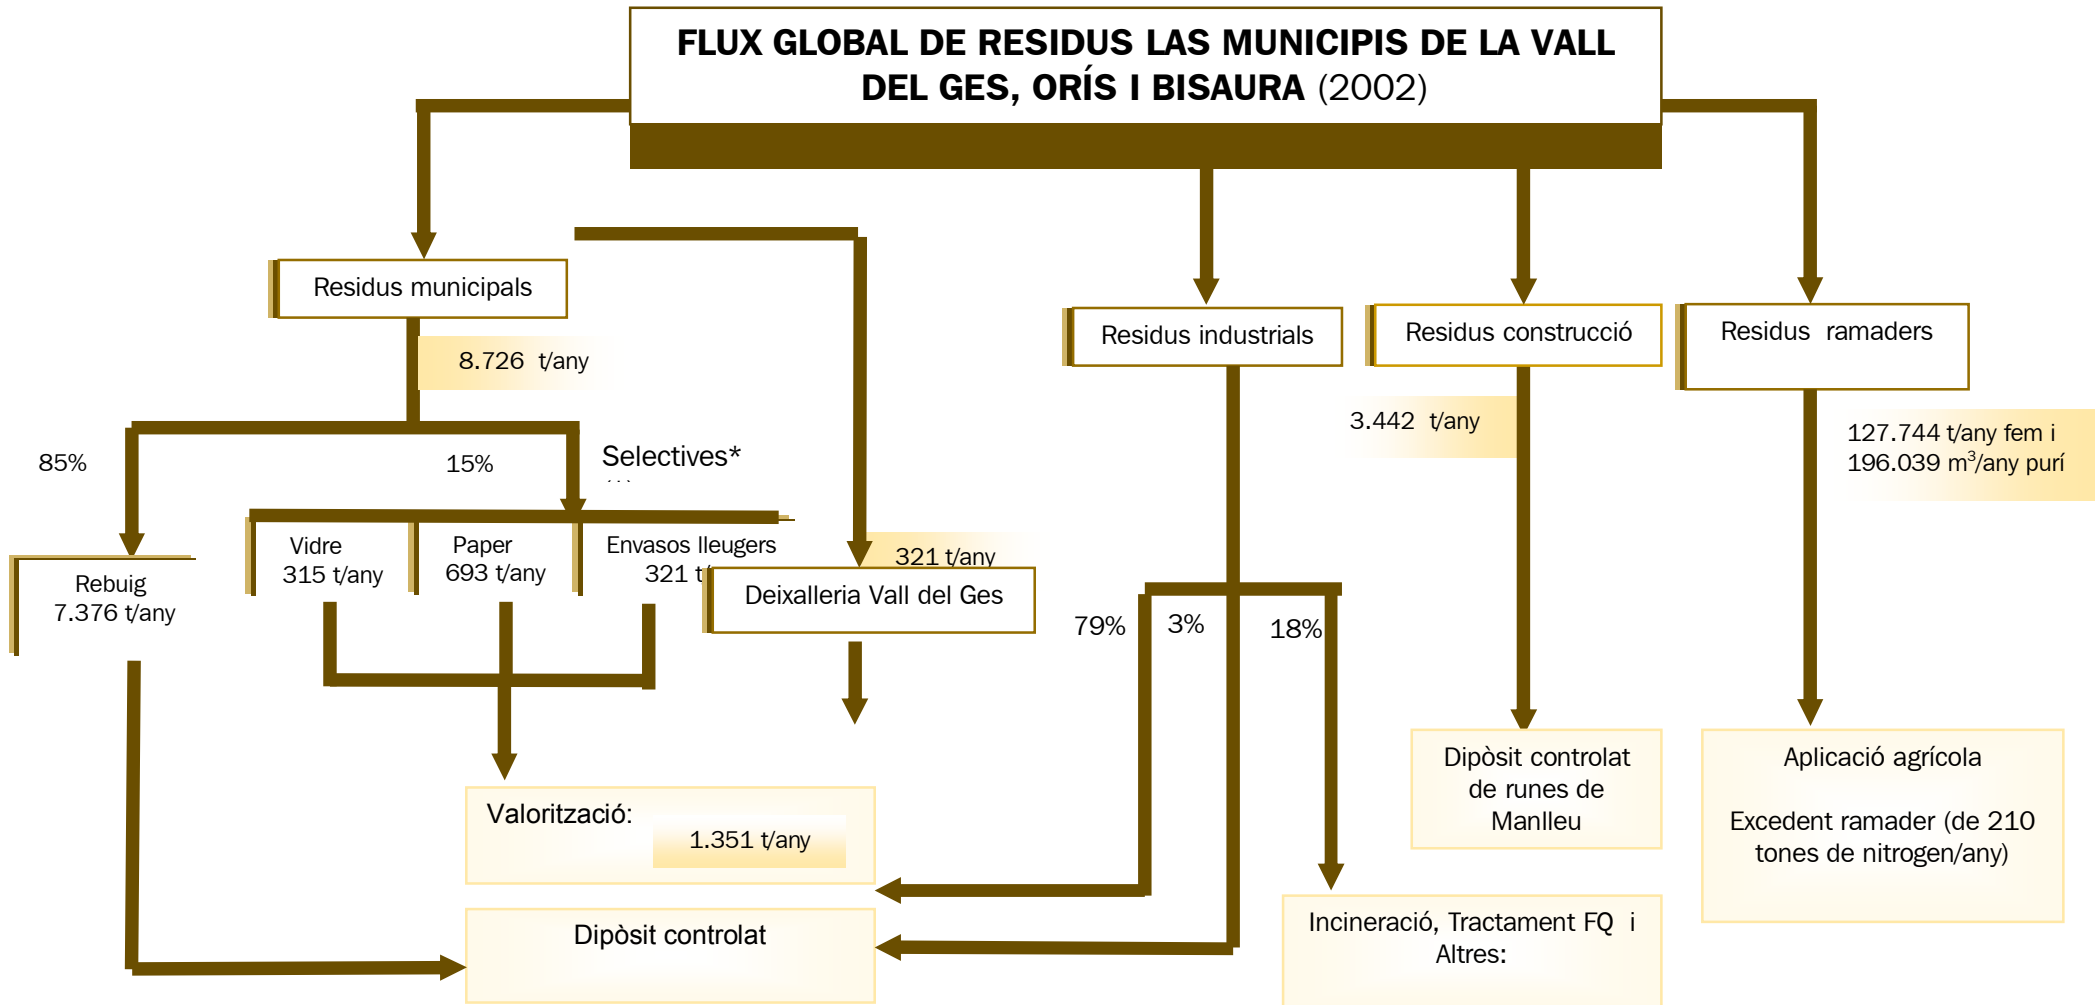 FLUX GLOBAL DE RESIDUS LAS MUNICIPIS DE LA VALL
DEL GES, ORÍS I BISAURA (2002)
Residus municipals
8.726 t/any
85%
15%
Selectives*
Rebuig
7.376 t/any
Vidre
315 t/any
Paper
693 t/any
Envasos lleugers
321 t/
321 t/any
Deixalleria Vall del Ges
Valorització:
1.351 t/any
Dipòsit controlat
Residus industrials
79%
3%
18%
Incineració, Tractament FQ i
Altres:
Residus construcció
3.442 t/any
Dipòsit controlat
de runes de
Manlleu
Residus ramaders
127.744 t/any fem i
196.039 m³/any purí
Aplicació agrícola
Excedent ramader (de 210
tones de nitrogen/any)